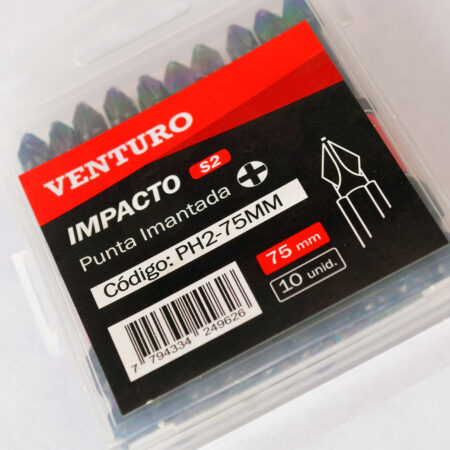 VENTURO
IMPACTO S2
Punta Imantada
Código: PH2-75MM
75 mm
10 unid.
7 794334 249626